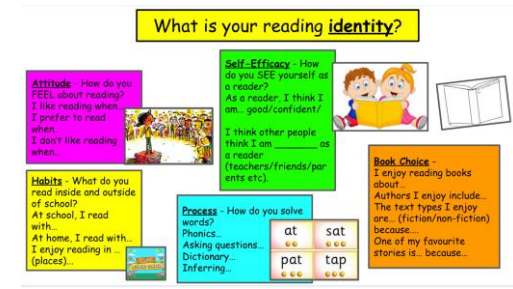 What is your reading identity?
Attitude - How do you
FEEL about reading?
I like reading when...
I prefer to read
when...
I don't like reading
when...
Self-Efficacy - How
do you SEE yourself as
a reader?
As a reader, I think I
am... good/confident/
I think other people
think I am _______ as
a reader
(teachers/friends/par
ents etc).
Habits - What do you
read inside and outside
of school?
At school, I read
with...
At home, I read with...
I enjoy reading in ...
(places)...
Process - How do you solve
words?
Phonics...
Asking questions...
Dictionary...
Inferring...
at
sat
pat
tap
Book Choice -
I enjoy reading books
about...
Authors I enjoy include...
The text types I enjoy
are... (fiction/non-fiction)
because....
One of my favourite
stories is... because...